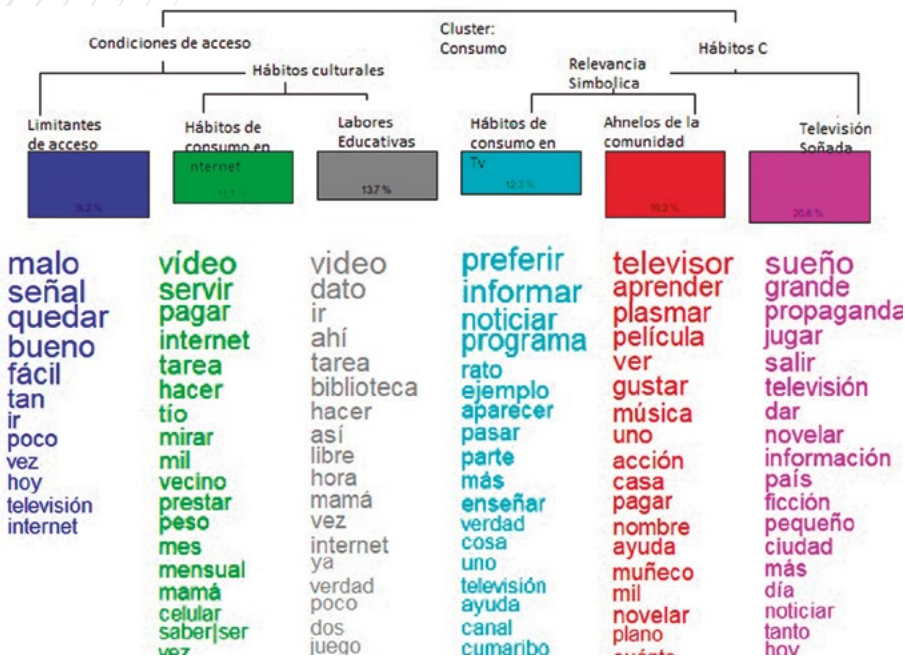 Cluster:
Consumo
Condiciones de acceso
Hábitos C
Hábitos culturales
Relevancia
Simbolica
Limitantes
de acceso
Hábitos de
consumo en
internet
Labores
Educativas
13.7 %
Hábitos de
consumo en
Tv
12.3 %
Ahnelos de la
comunidad
Televisión
Soñada
20.6 %
malo
señal
quedar
bueno
fácil
tan
ir
poco
vez
hoy
televisión
internet
vídeo
servir
pagar
internet
tarea
hacer
tío
mirar
mil
vecino
prestar
peso
mes
mensual
mamá
celular
saber|ser
vez
video
dato
ir
ahí
tarea
biblioteca
hacer
así
libre
hora
mamá
vez
internet
ya
verdad
poco
dos
juego
preferir
informar
noticiar
programa
rato
ejemplo
aparecer
pasar
parte
más
enseñar
verdad
cosa
uno
televisión
ayuda
canal
cumaribo
televisor
aprender
plasmar
película
ver
gustar
música
uno
acción
casa
pagar
nombre
ayuda
muñeco
mil
novelar
plano
sueño
grande
propaganda
jugar
salir
televisión
dar
novelar
información
país
ficción
pequeño
ciudad
más
día
noticiar
tanto
hoy